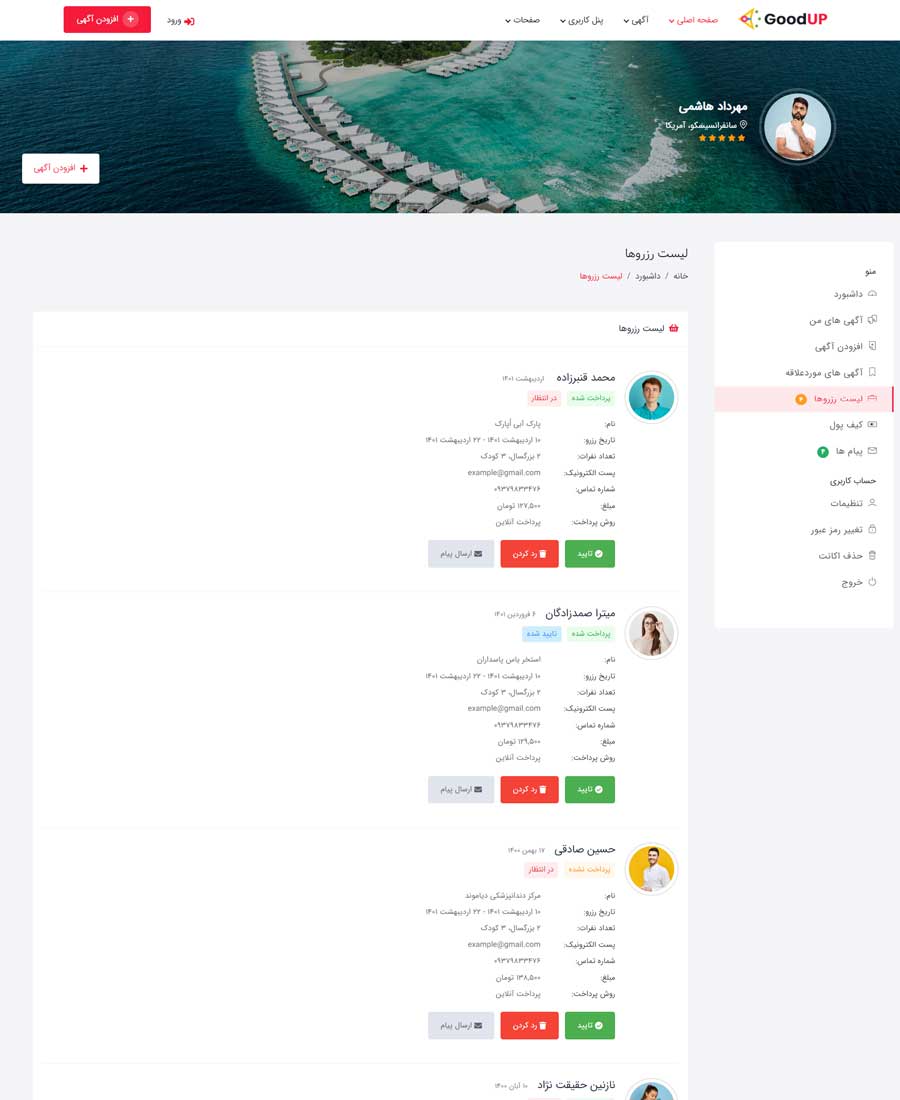 GoodUP
صفحه اصلی
آگهی
پنل کاربری
صفحات
ورود
افزودن آگهی
مهرداد هاشمی
سانفرانسیسکو، آمریکا
افزودن آگهی
منو
داشبورد
آگهی های من
افزودن آگهی
آگهی های موردعلاقه
لیست رزروها
کیف پول
پیام ها ۴
حساب کاربری
تنظیمات
تغییر رمز عبور
حذف اکانت
خروج
لیست رزروها
خانه / داشبورد / لیست رزروها
لیست رزروها
محمد قنبرزاده اردیبهشت ۱۴۰۱
پرداخت شده در انتظار
نام: پارک آبی اُپارک
تاریخ رزرو: ۱۰ اردیبهشت ۱۴۰۱ - ۲۲ اردیبهشت ۱۴۰۱
تعداد نفرات: ۲ بزرگسال، ۳ کودک
پست الکترونیک: example@gmail.com
شماره تماس: ۰۹۳۷۹۸۳۳۴۷۶
مبلغ: ۱۲۷,۵۰۰ تومان
روش پرداخت: پرداخت آنلاین
تایید رد کردن ارسال پیام
میترا صمدزادگان ۶ فروردین ۱۴۰۱
پرداخت شده تایید شده
نام: استخر یاس پاسداران
تاریخ رزرو: ۱۰ اردیبهشت ۱۴۰۱ - ۲۲ اردیبهشت ۱۴۰۱
تعداد نفرات: ۲ بزرگسال، ۳ کودک
پست الکترونیک: example@gmail.com
شماره تماس: ۰۹۳۷۹۸۳۳۴۷۶
مبلغ: ۱۲۹,۵۰۰ تومان
روش پرداخت: پرداخت آنلاین
تایید رد کردن ارسال پیام
حسین صادقی ۱۷ بهمن ۱۴۰۰
پرداخت نشده در انتظار
نام: مرکز دندانپزشکی دیاموند
تاریخ رزرو: ۱۰ اردیبهشت ۱۴۰۱ - ۲۲ اردیبهشت ۱۴۰۱
تعداد نفرات: ۲ بزرگسال، ۳ کودک
پست الکترونیک: example@gmail.com
شماره تماس: ۰۹۳۷۹۸۳۳۴۷۶
مبلغ: ۱۳۸,۵۰۰ تومان
روش پرداخت: پرداخت آنلاین
تایید رد کردن ارسال پیام
نازنین حقیقت نژاد ۱۰ آبان ۱۴۰۰